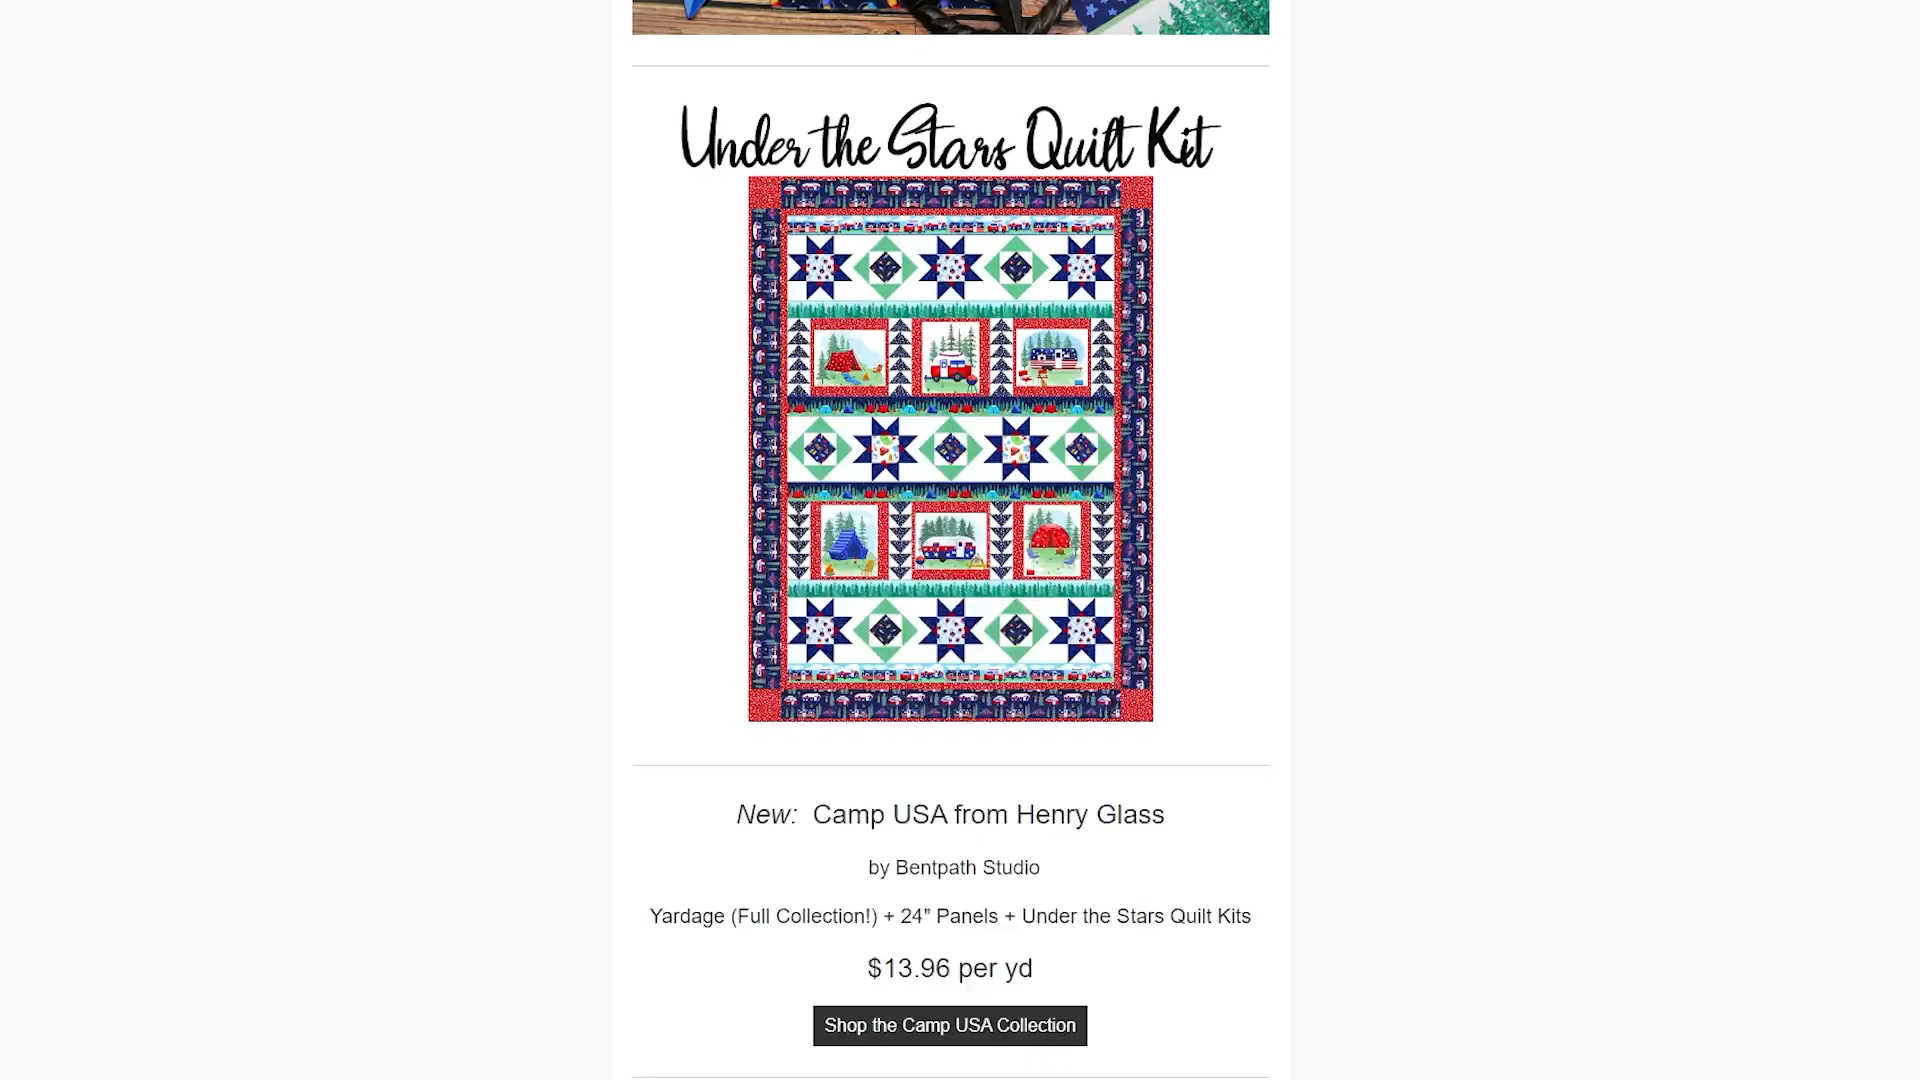 Under the Stars Quilt Kit
New: Camp USA from Henry Glass
by Bentpath Studio
Yardage (Full Collection!) + 24" Panels + Under the Stars Quilt Kits
$13.96 per yd
Shop the Camp USA Collection